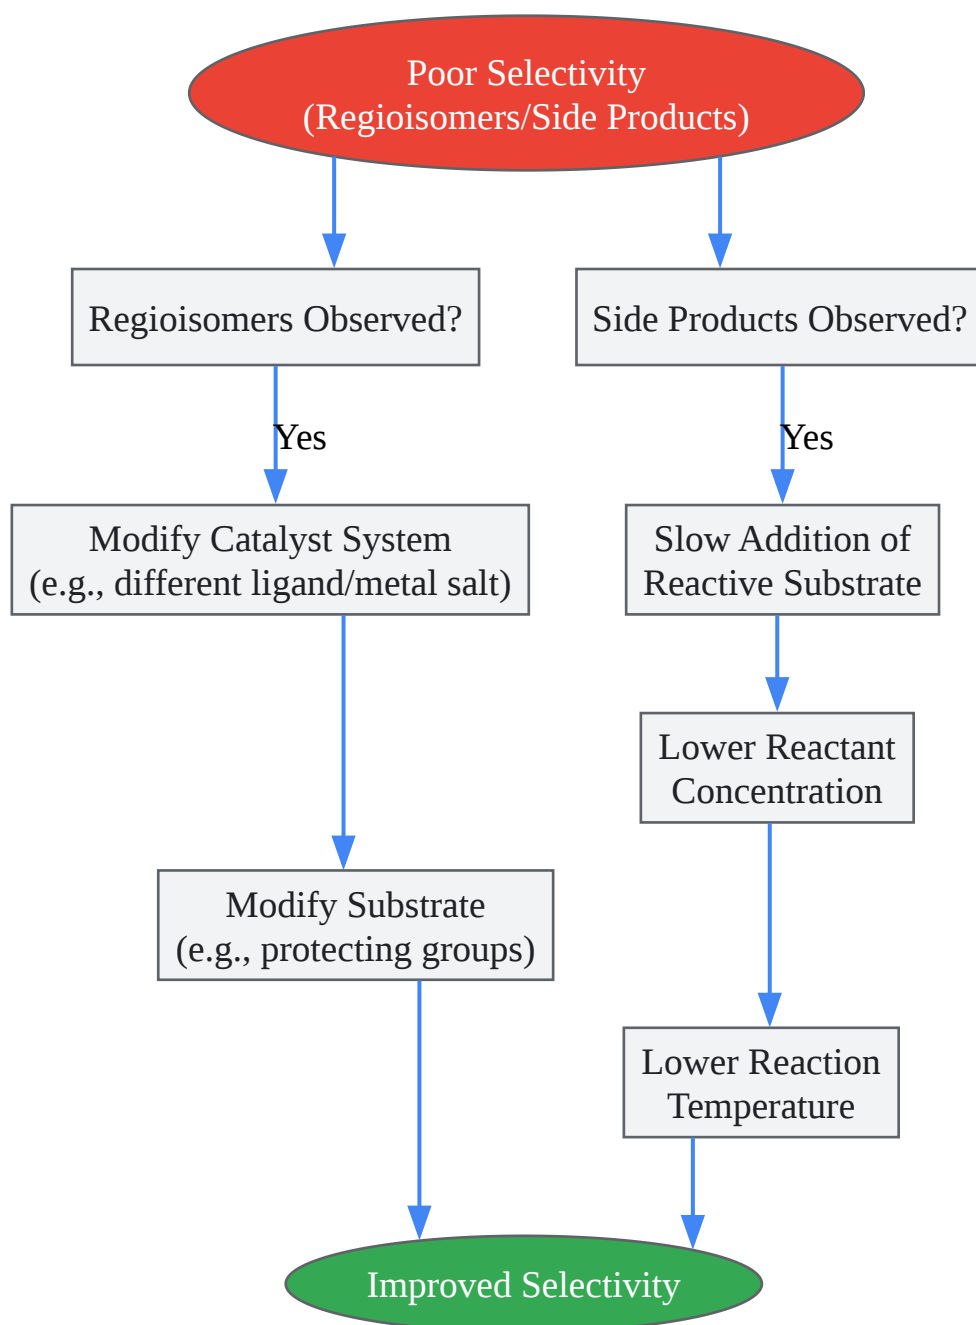 Poor Selectivity
(Regioisomers/Side Products)
Regioisomers Observed?
Side Products Observed?
Yes
Yes
Modify Catalyst System
(e.g., different ligand/metal salt)
Slow Addition of
Reactive Substrate
Lower Reactant
Concentration
Modify Substrate
(e.g., protecting groups)
Lower Reaction
Temperature
Improved Selectivity